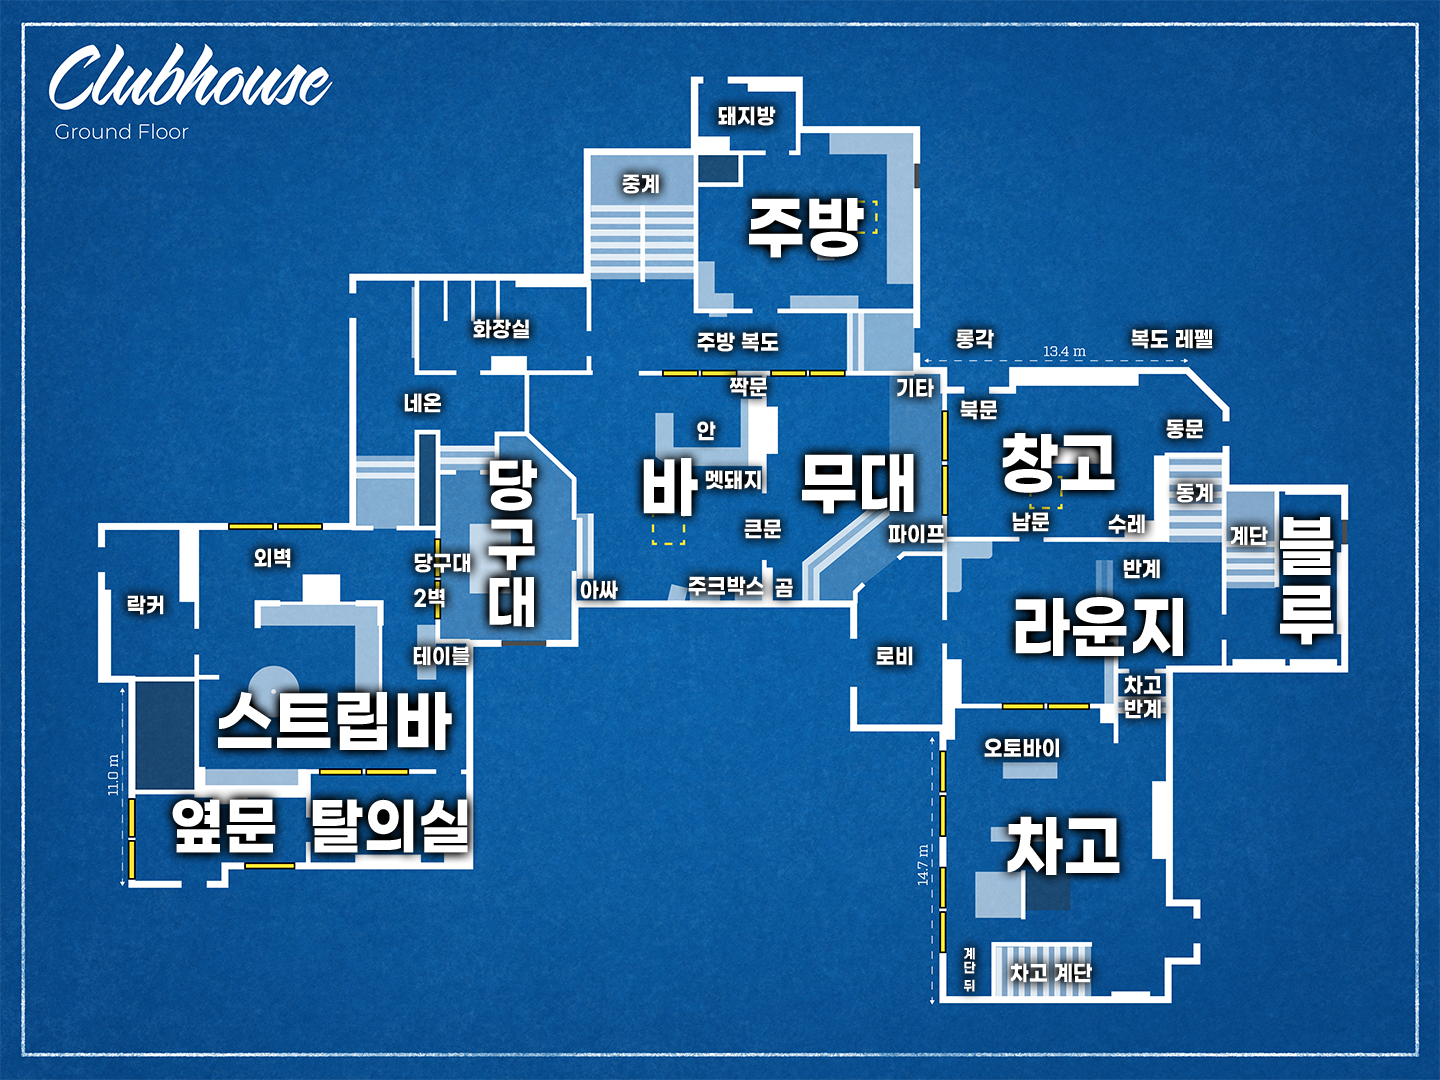 Clubhouse
Ground Floor
돼지방
중계
주방
화장실
주방 복도
롱각
복도 레펠
13.4 m
짝문
기타
네온
안
북문
동문
창고
당구대
바
멧돼지
무대
동계
큰문
파이프
남문
수레
계단
블루
외벽
당구대
2벽
반계
락커
아싸
주크박스
곰
라운지
테이블
로비
차고
반계
스트립바
오토바이
11.0 m
옆문
탈의실
차고
14.7 m
계단 뒤
차고 계단